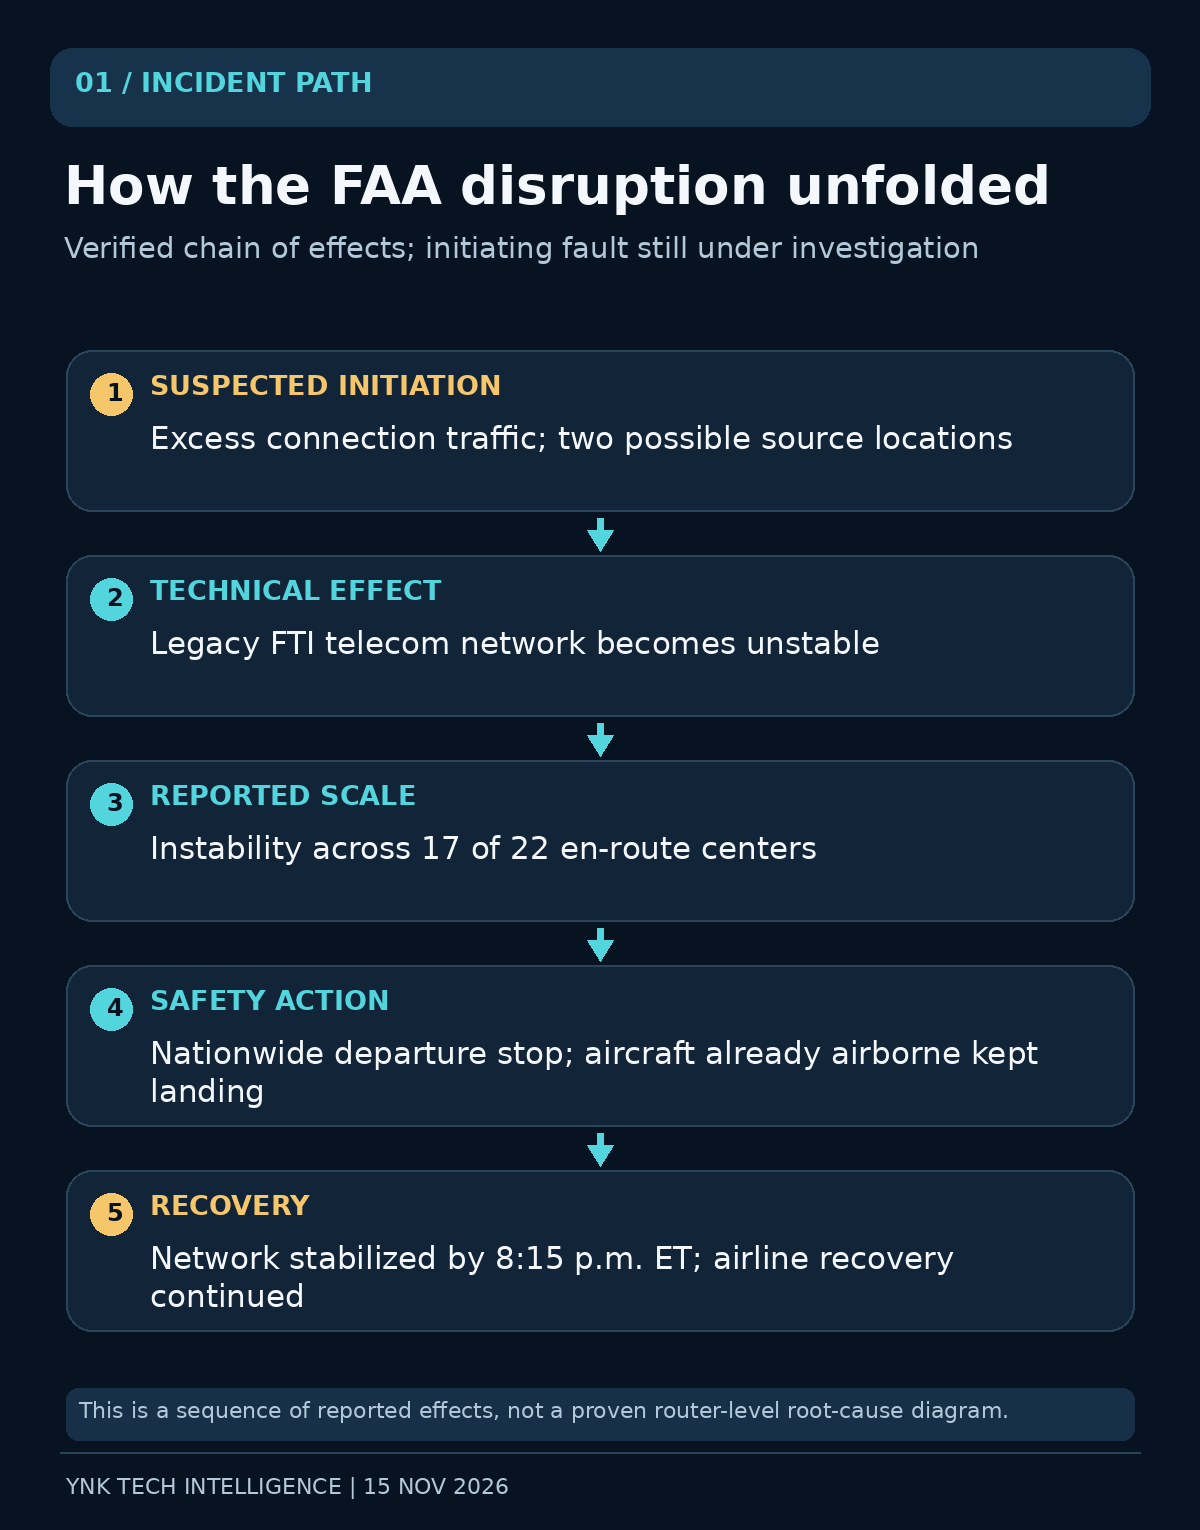 01 / INCIDENT PATH
How the FAA disruption unfolded
Verified chain of effects; initiating fault still under investigation
1
SUSPECTED INITIATION
Excess connection traffic; two possible source locations
2
TECHNICAL EFFECT
Legacy FTI telecom network becomes unstable
3
REPORTED SCALE
Instability across 17 of 22 en-route centers
4
SAFETY ACTION
Nationwide departure stop; aircraft already airborne kept
landing
5
RECOVERY
Network stabilized by 8:15 p.m. ET; airline recovery
continued
This is a sequence of reported effects, not a proven router-level root-cause diagram.
YNK TECH INTELLIGENCE | 15 NOV 2026